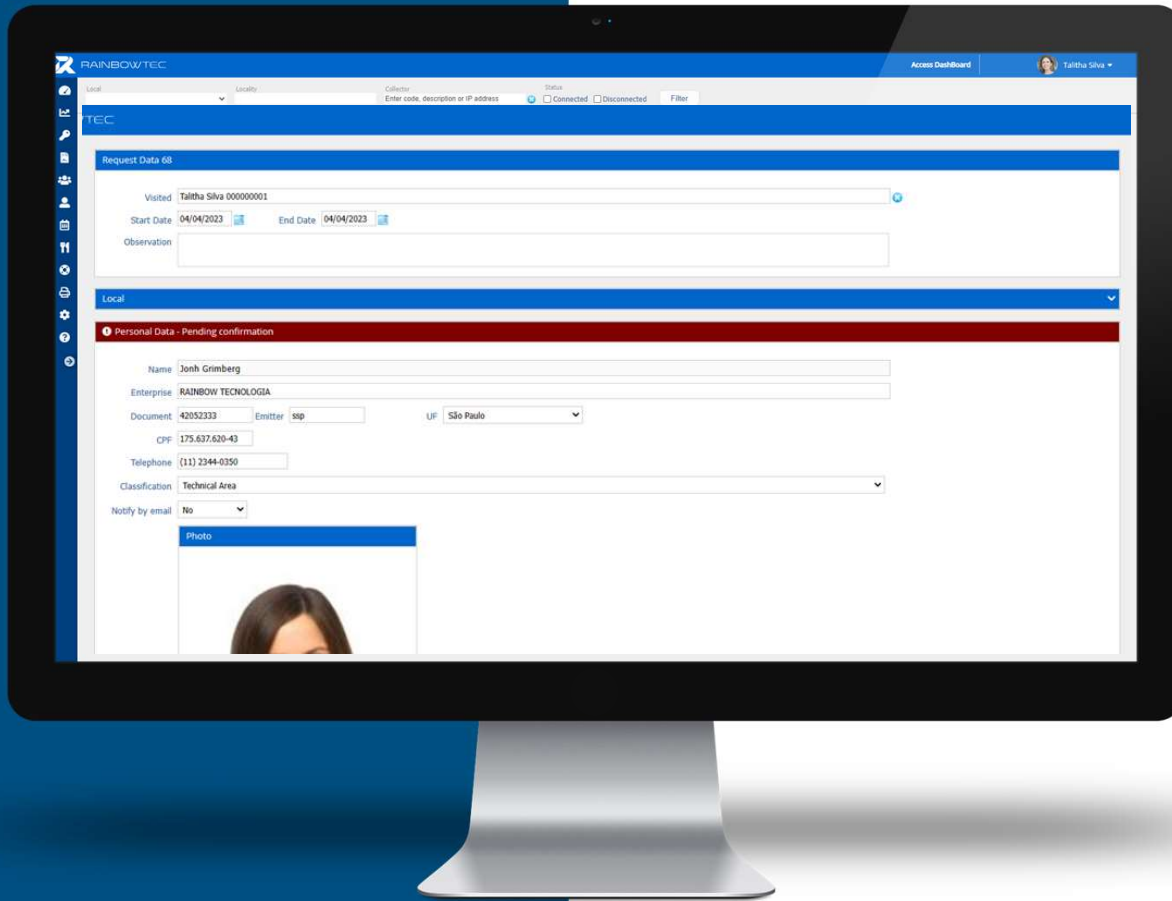 RAINBOWTEC
Access DashBoard
Talitha Silva
Local Locality Collector Status
Enter code, description or IP address Connected Disconnected Filter
TEC
Request Data 68
Visited Talitha Silva 000000001
Start Date 04/04/2023 End Date 04/04/2023
Observation
Local
Personal Data - Pending confirmation
Name Jonh Grimberg
Enterprise RAINBOW TECNOLOGIA
Document 42052333 Emitter ssp UF São Paulo
CPF 175.637.620-43
Telephone (11) 2344-0350
Classification Technical Area
Notify by email No
Photo